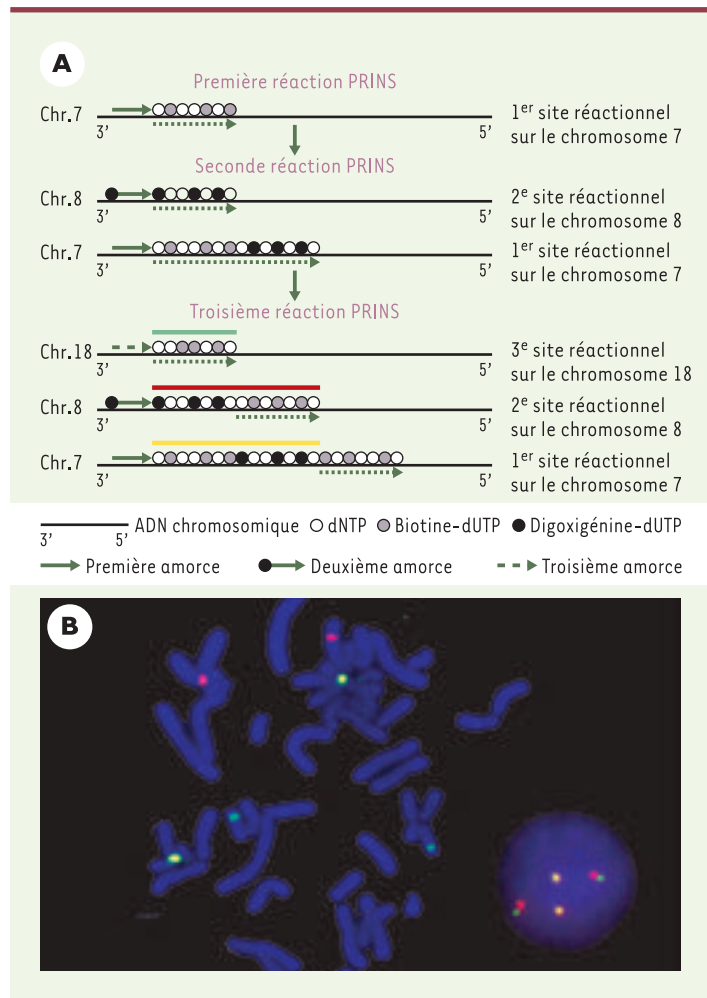 A
Première réaction PRINS
Chr.7
3’
5’
1er site réactionnel
sur le chromosome 7
Seconde réaction PRINS
Chr.8
3’
5’
2e site réactionnel
sur le chromosome 8
Chr.7
3’
5’
1er site réactionnel
sur le chromosome 7
Troisième réaction PRINS
Chr.18
3’
5’
3e site réactionnel
sur le chromosome 18
Chr.8
3’
5’
2e site réactionnel
sur le chromosome 8
Chr.7
3’
5’
1er site réactionnel
sur le chromosome 7
3’ 5’ ADN chromosomique dNTP Biotine-dUTP Digoxigénine-dUTP
Première amorce Deuxième amorce Troisième amorce
B